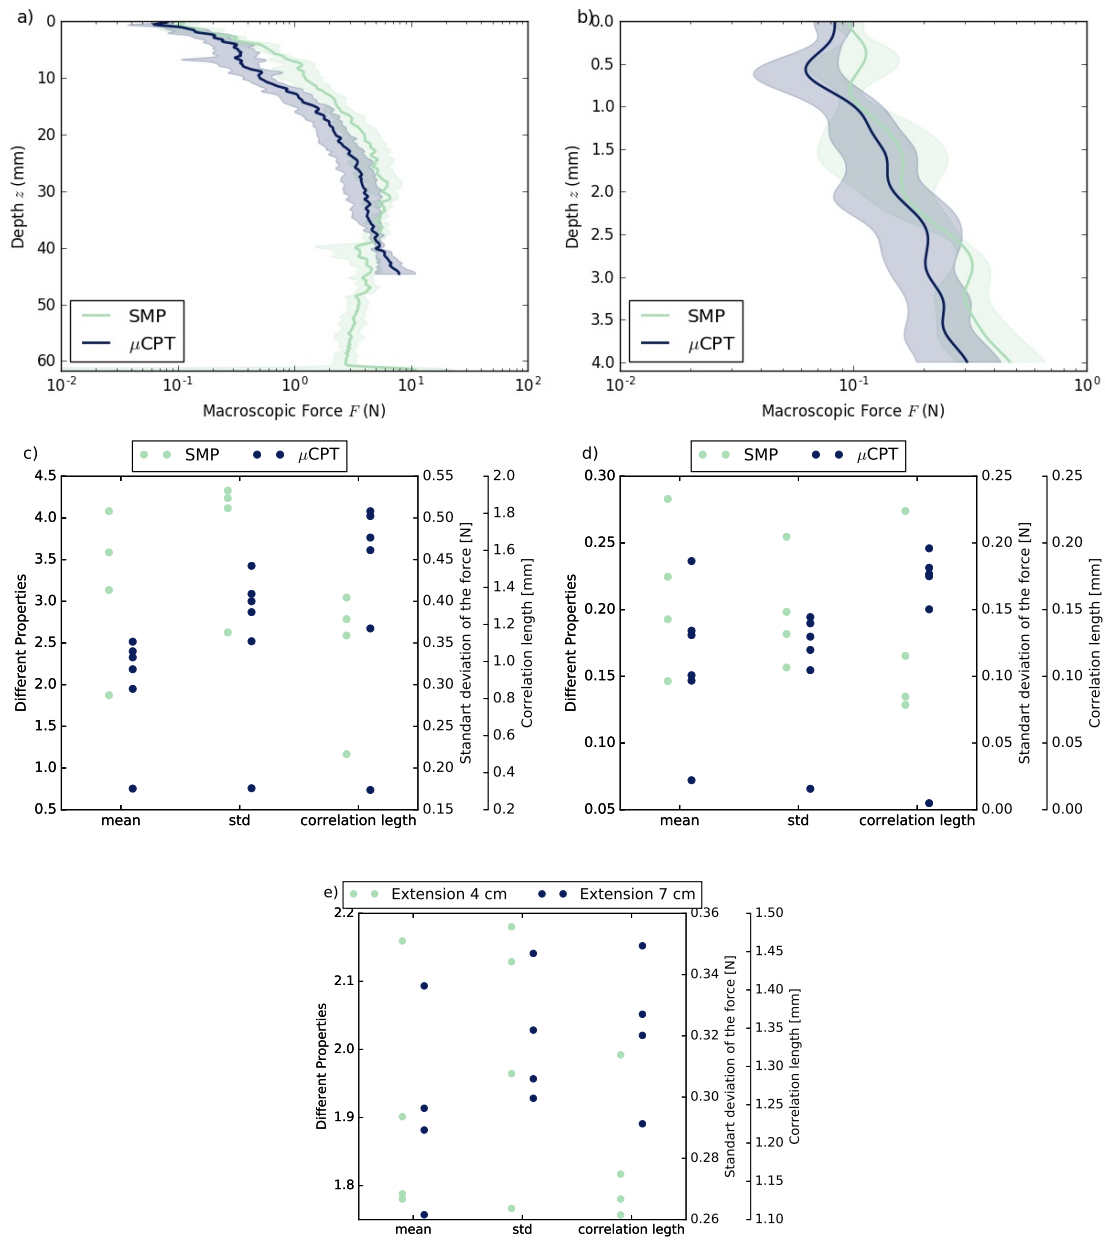 a)
0
10
20
30
40
50
60
Depth z (mm)
SMP
μCPT
10^-2 10^-1 10^0 10^1 10^2
Macroscopic Force F (N)
b)
0.0
0.5
1.0
1.5
2.0
2.5
3.0
3.5
4.0
Depth z (mm)
SMP
μCPT
10^-2 10^-1 10^0
Macroscopic Force F (N)
c)
SMP μCPT
4.5
4.0
3.5
3.0
2.5
2.0
1.5
1.0
0.5
Different Properties
mean std correlation legth
0.55
0.50
0.45
0.40
0.35
0.30
0.25
0.20
0.15
Standart deviation of the force [N]
2.0
1.8
1.6
1.4
1.2
1.0
0.8
0.6
0.4
0.2
Correlation length [mm]
d)
SMP μCPT
0.30
0.25
0.20
0.15
0.10
0.05
Different Properties
mean std correlation legth
0.25
0.20
0.15
0.10
0.05
0.00
Standart deviation of the force [N]
0.25
0.20
0.15
0.10
0.05
0.00
Correlation length [mm]
e)
Extension 4 cm Extension 7 cm
2.2
2.1
2.0
1.9
1.8
Different Properties
mean std correlation legth
0.36
0.34
0.32
0.30
0.28
0.26
Standart deviation of the force [N]
1.50
1.45
1.40
1.35
1.30
1.25
1.20
1.15
1.10
Correlation length [mm]